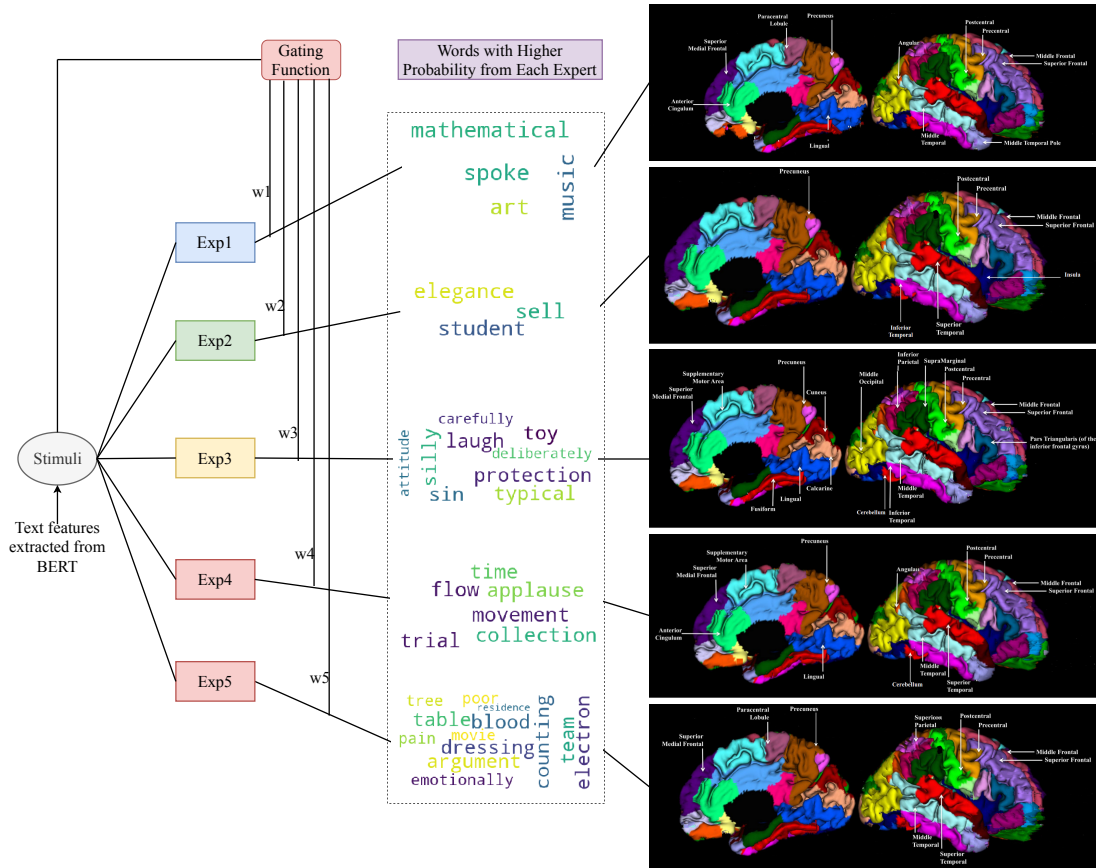 Gating
Function
Words with Higher
Probability from Each Expert
w1
w2
w3
w4
w5
Stimuli
Text features
extracted from
BERT
Exp1
Exp2
Exp3
Exp4
Exp5
mathematical
spoke
music
art
elegance
sell
student
carefully
attitude
silly
laugh
toy
deliberately
protection
sin
typical
time
flow
applause
movement
trial
collection
tree
poor
residence
table
blood
counting
pain
movie
dressing
team
electron
argument
emotionally
Paracentral
Lobule
Precuneus
Superior
Medial Frontal
Anterior
Cingulum
Lingual
Angular
Postcentral
Precentral
Middle Frontal
Superior Frontal
Middle
Temporal
Middle Temporal Pole
Precuneus
Postcentral
Precentral
Middle Frontal
Superior Frontal
Insula
Inferior
Temporal
Superior
Temporal
Supplementary
Motor Area
Superior
Medial Frontal
Precuneus
Cuneus
Fusiform
Lingual
Calcarine
Middle
Occipital
Inferior
Parietal
SupraMarginal
Postcentral
Precentral
Middle Frontal
Superior Frontal
Pars Triangularis (of the
inferior frontal gyrus)
Cerebellum
Inferior
Temporal
Middle
Temporal
Supplementary
Motor Area
Superior
Medial Frontal
Precuneus
Anterior
Cingulum
Lingual
Angular
Postcentral
Precentral
Middle Frontal
Superior Frontal
Cerebellum
Middle
Temporal
Superior
Temporal
Paracentral
Lobule
Precuneus
Superior
Medial Frontal
Parietal
Postcentral
Precentral
Middle Frontal
Superior Frontal
Middle
Temporal
Superior
Temporal